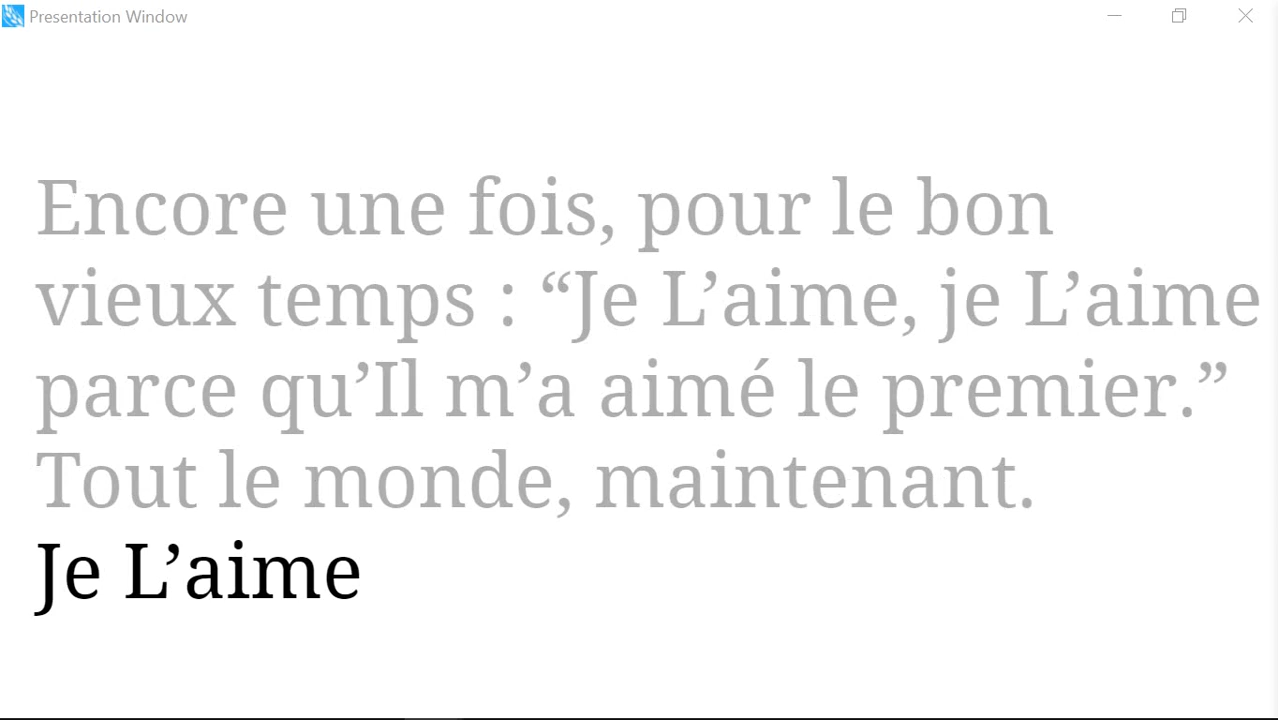 Presentation Window
Encore une fois, pour le bon
vieux temps : “Je L’aime, je L’aime
parce qu’Il m’a aimé le premier.”
Tout le monde, maintenant.
Je L’aime